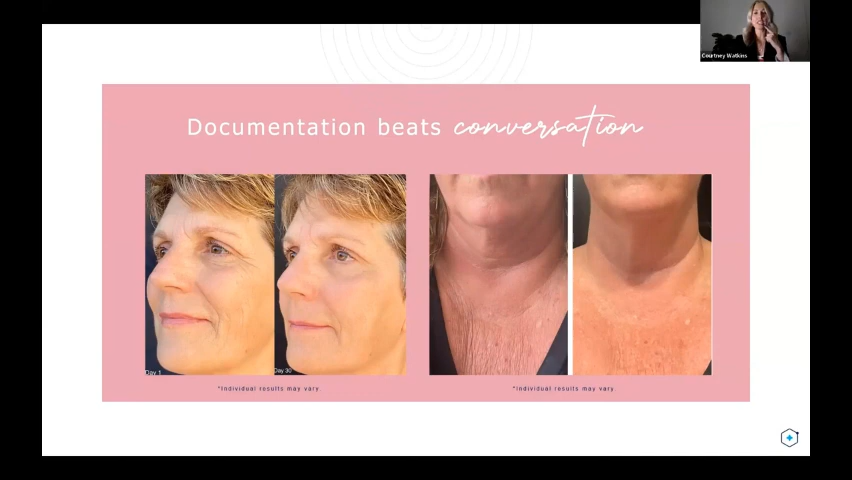 Courtney Watkins
Documentation beats conversation
Day 1
Day 30
*Individual results may vary.
*Individual results may vary.